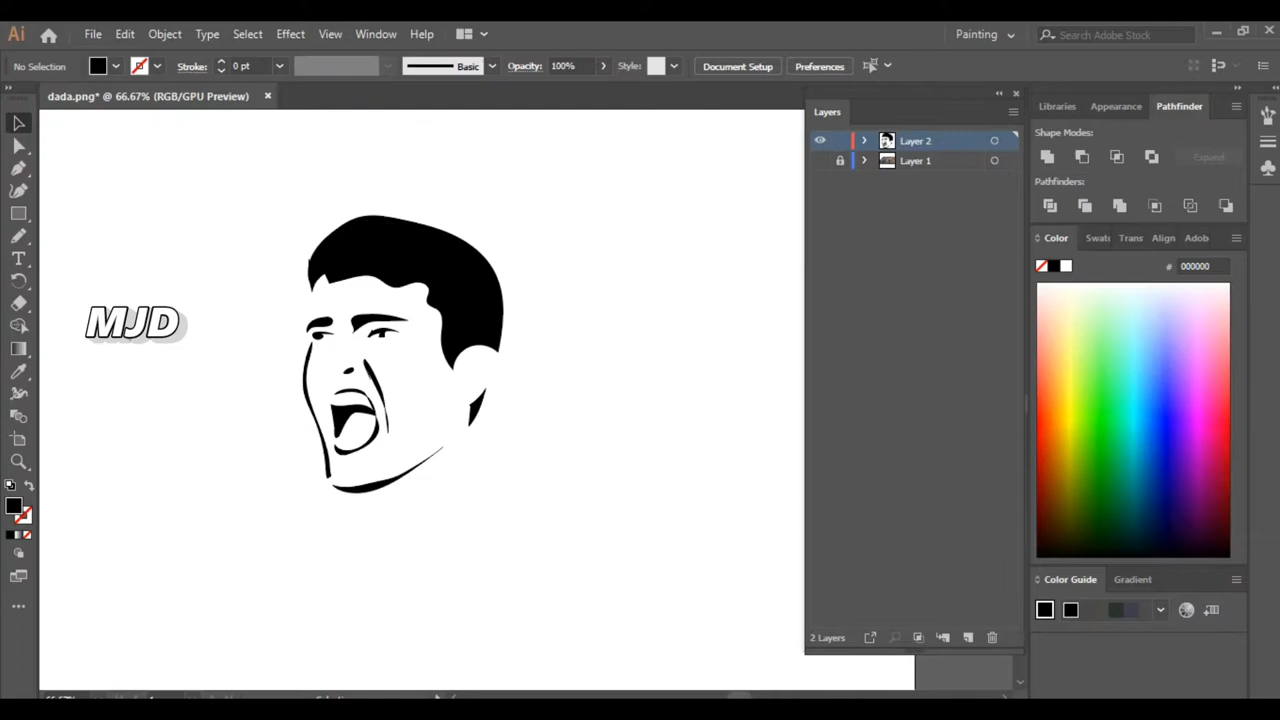 Ai File Edit Object Type Select Effect View Window Help Painting Search Adobe Stock
No Selection Stroke: 0 pt Basic Opacity: 100% Style: Document Setup Preferences
dada.png* @ 66.67% (RGB/GPU Preview)
Layers
Layer 2
Layer 1
2 Layers
Libraries Appearance Pathfinder
Shape Modes:
Expand
Pathfinders:
Color Swatc Trans Align Adob
# 000000
Color Guide Gradient
MJD